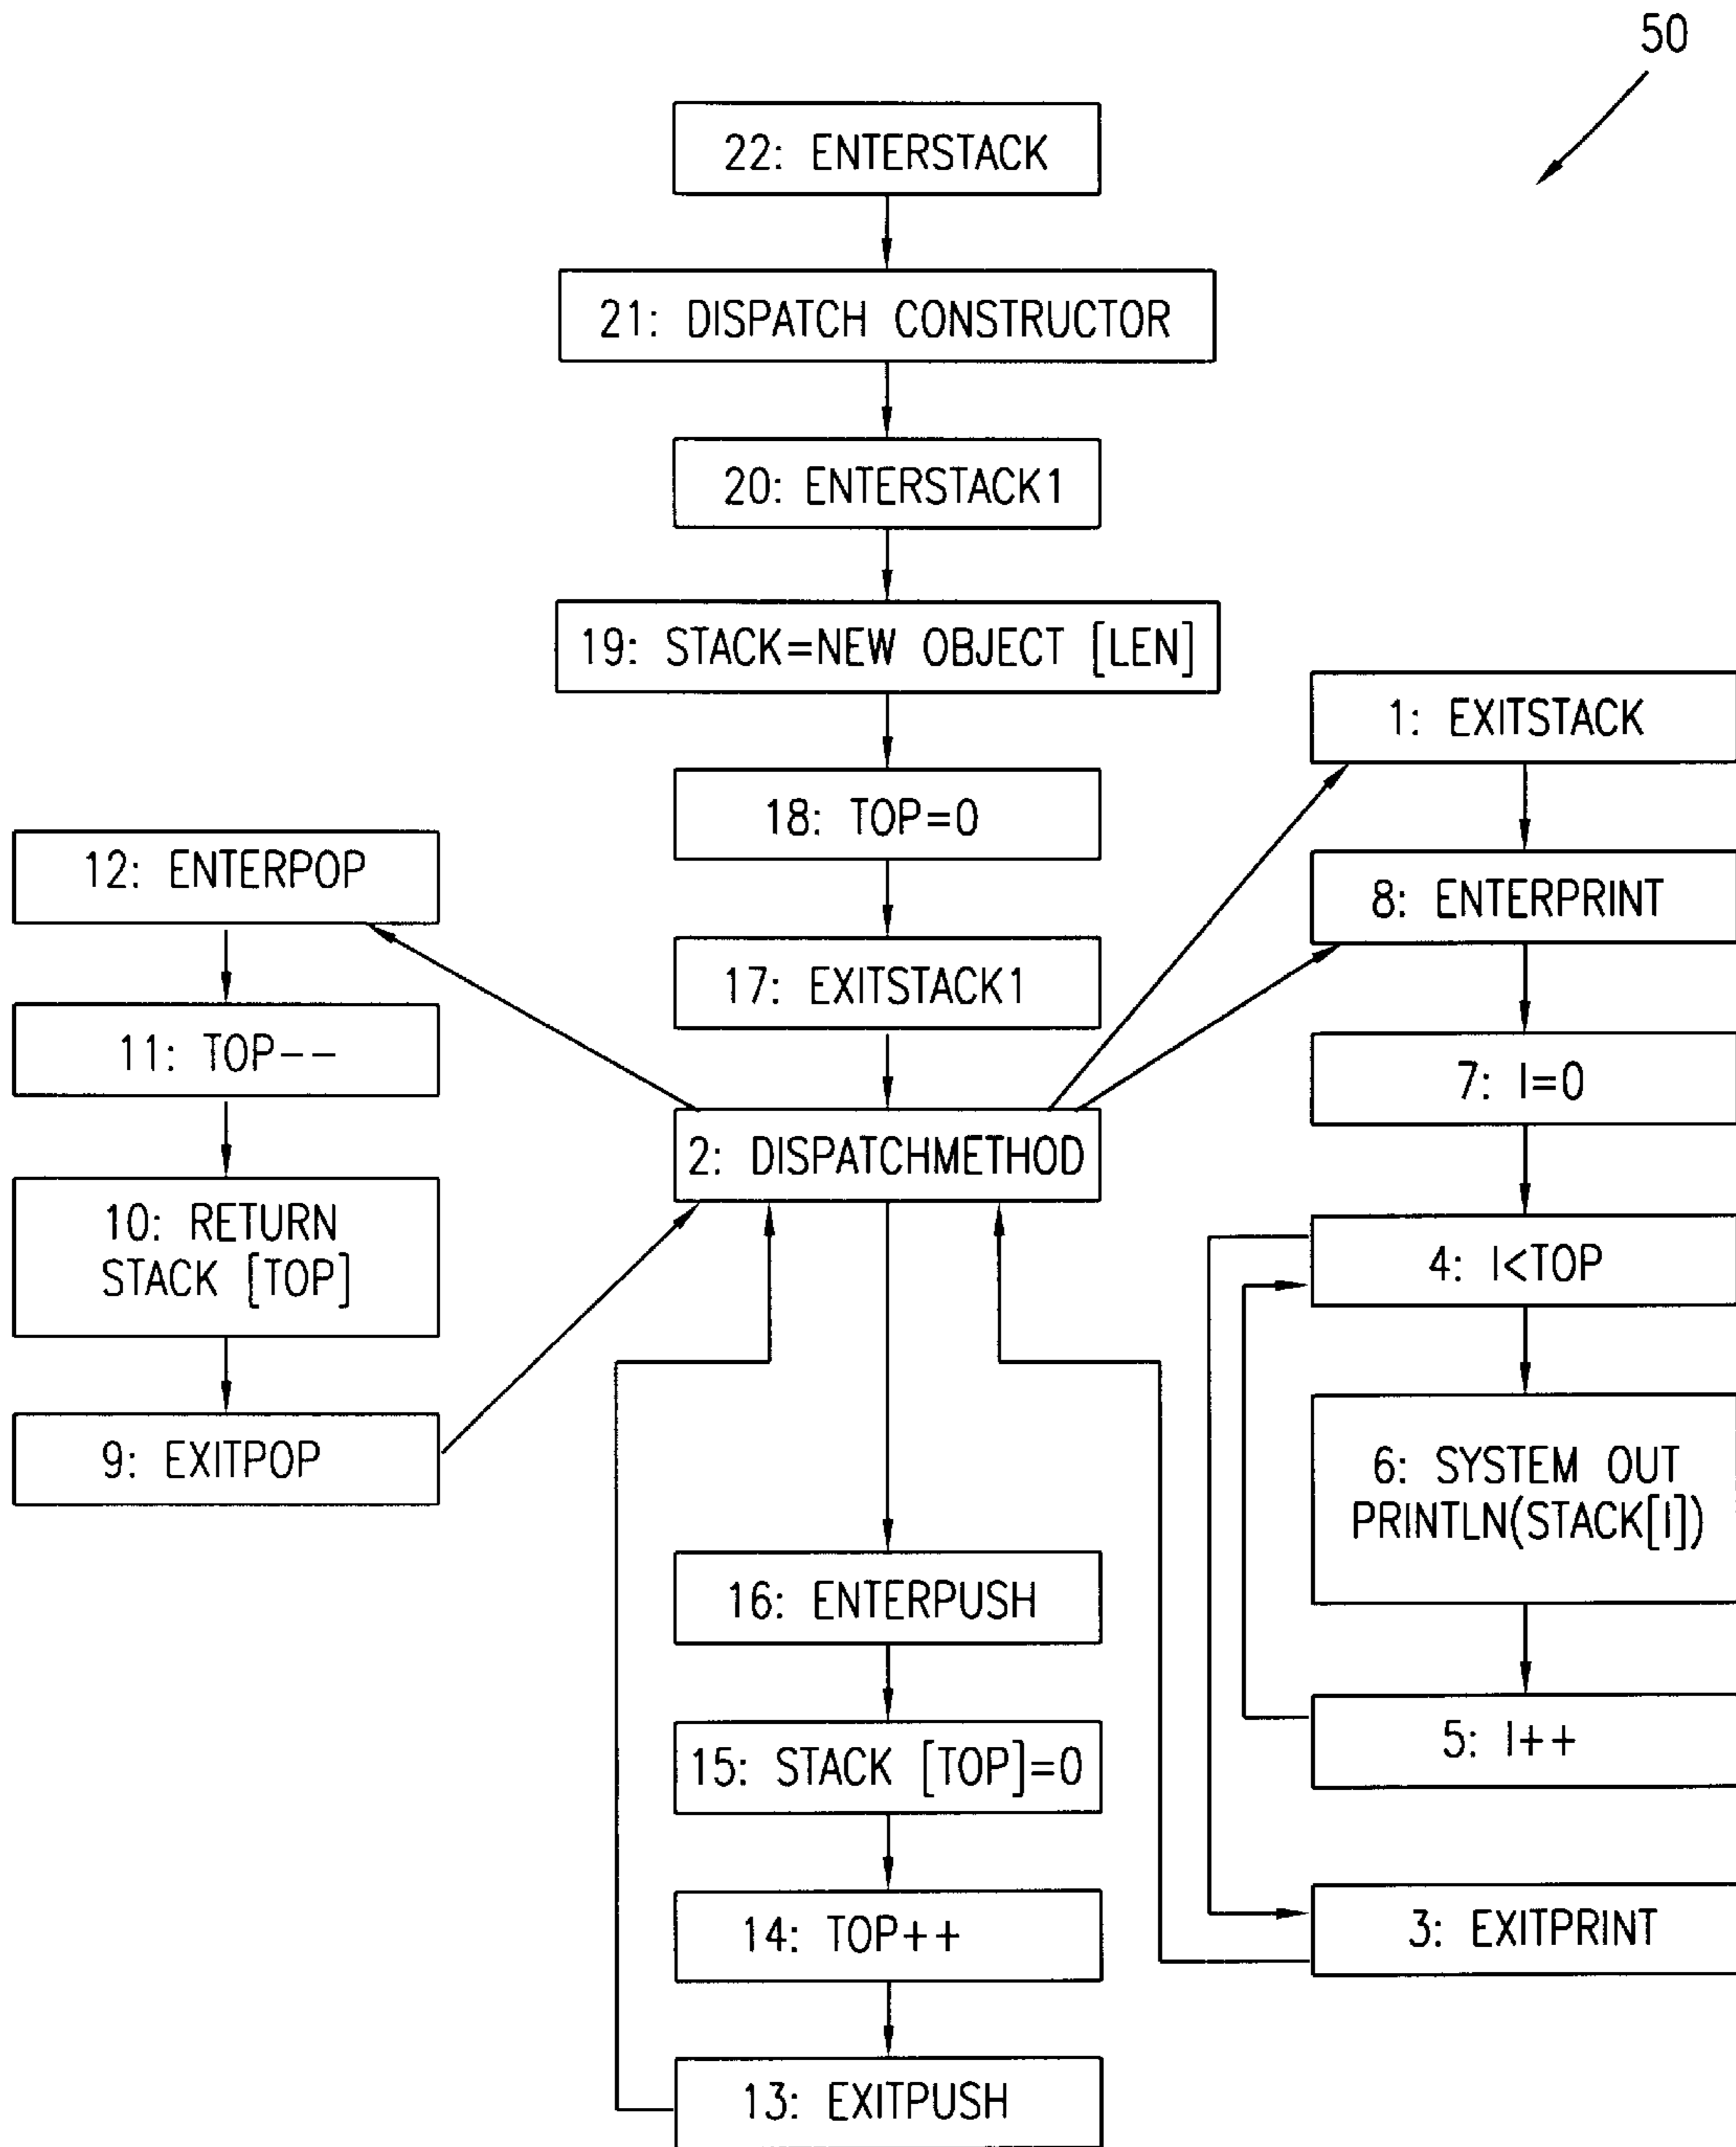 50
22: ENTERSTACK
21: DISPATCH CONSTRUCTOR
20: ENTERSTACK1
19: STACK=NEW OBJECT [LEN]
18: TOP=0
17: EXITSTACK1
2: DISPATCHMETHOD
12: ENTERPOP
11: TOP--
10: RETURN
STACK [TOP]
9: EXITPOP
16: ENTERPUSH
15: STACK [TOP]=0
14: TOP++
13: EXITPUSH
1: EXITSTACK
8: ENTERPRINT
7: I=0
4: I<TOP
6: SYSTEM OUT
PRINTLN(STACK[I])
5: I++
3: EXITPRINT